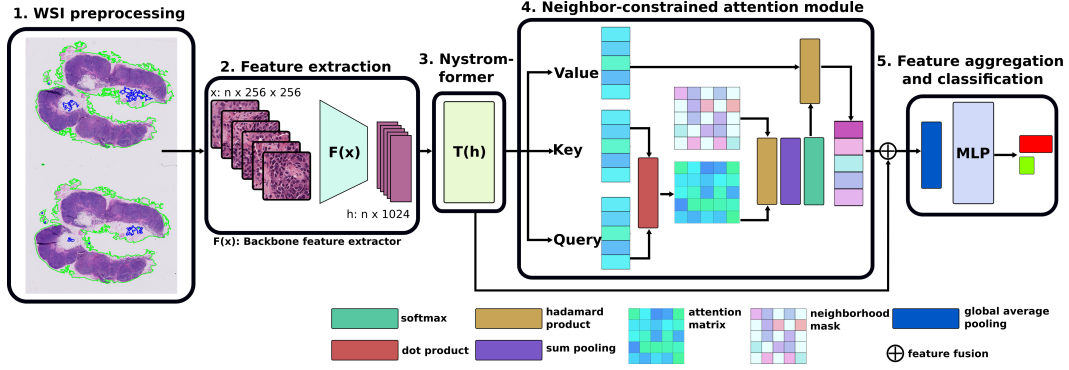 1. WSI preprocessing
2. Feature extraction
x: n x 256 x 256
F(x)
h: n x 1024
F(x): Backbone feature extractor
3. Nystrom-
former
T(h)
4. Neighbor-constrained attention module
Value
Key
Query
5. Feature aggregation
and classification
MLP
softmax
dot product
hadamard
product
sum pooling
attention
matrix
neighborhood
mask
global average
pooling
feature fusion